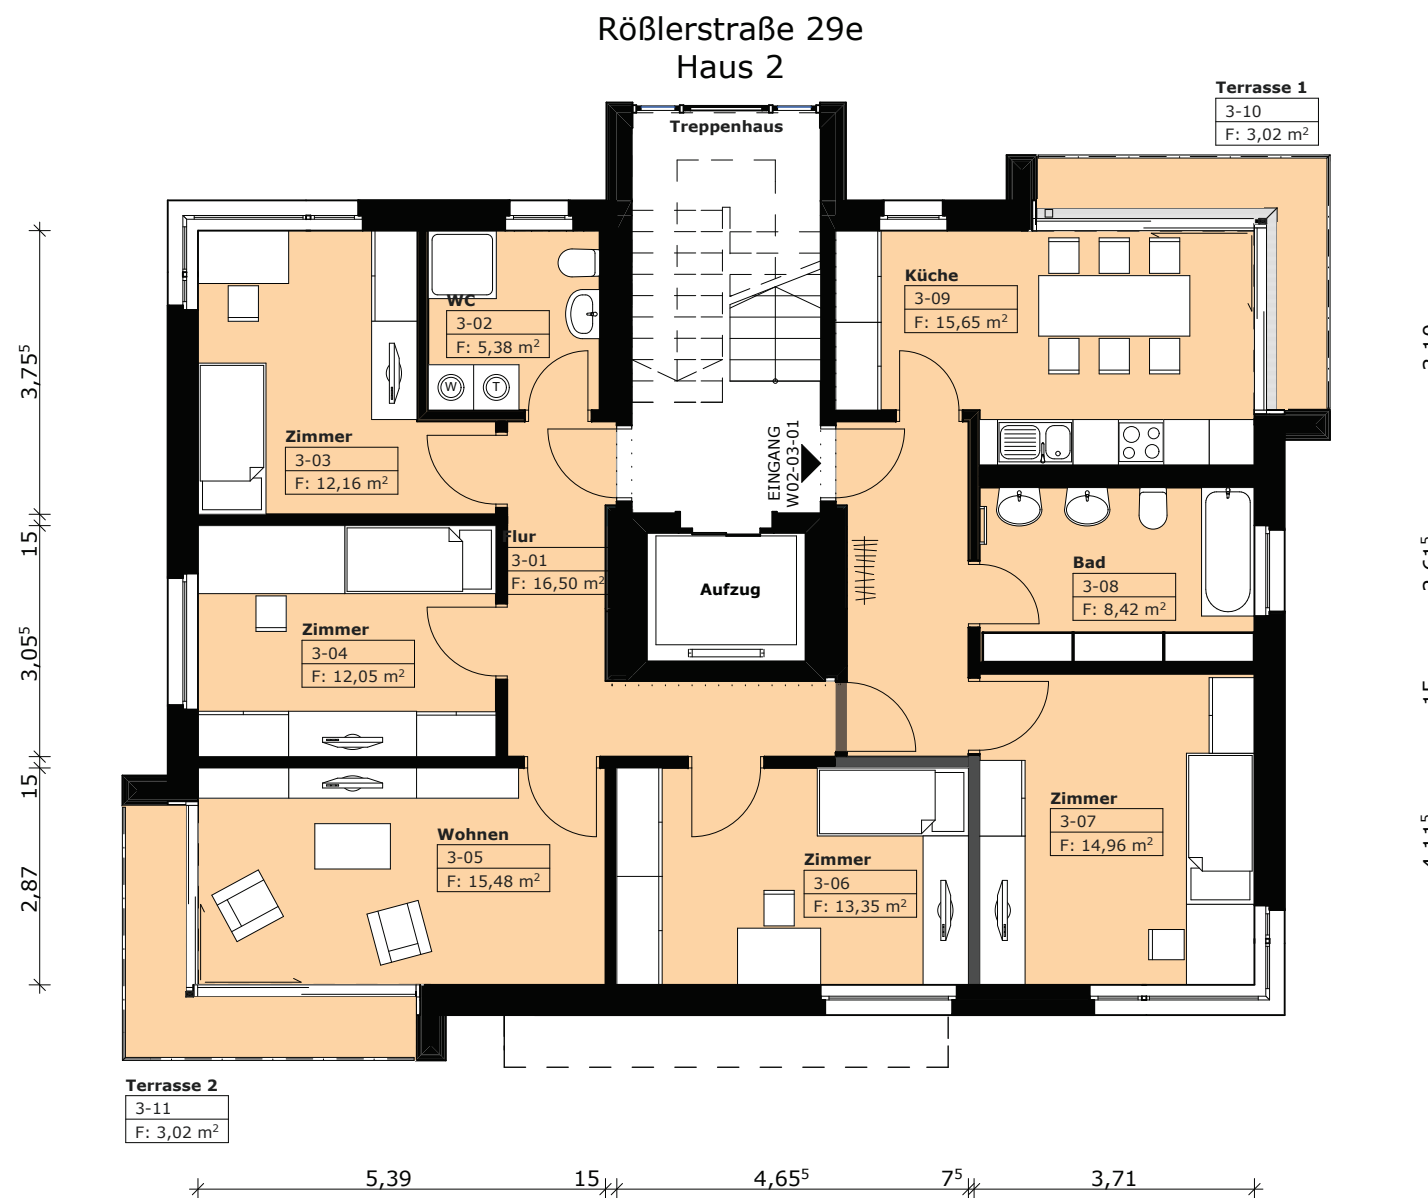 Rößlerstraße 29e
Haus 2
Terrasse 1
3-10
F: 3,02 m²
Treppenhaus
WC
3-02
F: 5,38 m²
W
T
Küche
3-09
F: 15,65 m²
3,75⁵
Zimmer
3-03
F: 12,16 m²
EINGANG
W02-03-01
15
Flur
3-01
F: 16,50 m²
Aufzug
Bad
3-08
F: 8,42 m²
3,05⁵
Zimmer
3-04
F: 12,05 m²
15
Wohnen
3-05
F: 15,48 m²
Zimmer
3-06
F: 13,35 m²
Zimmer
3-07
F: 14,96 m²
2,87
Terrasse 2
3-11
F: 3,02 m²
5,39
15
4,65⁵
7⁵
3,71